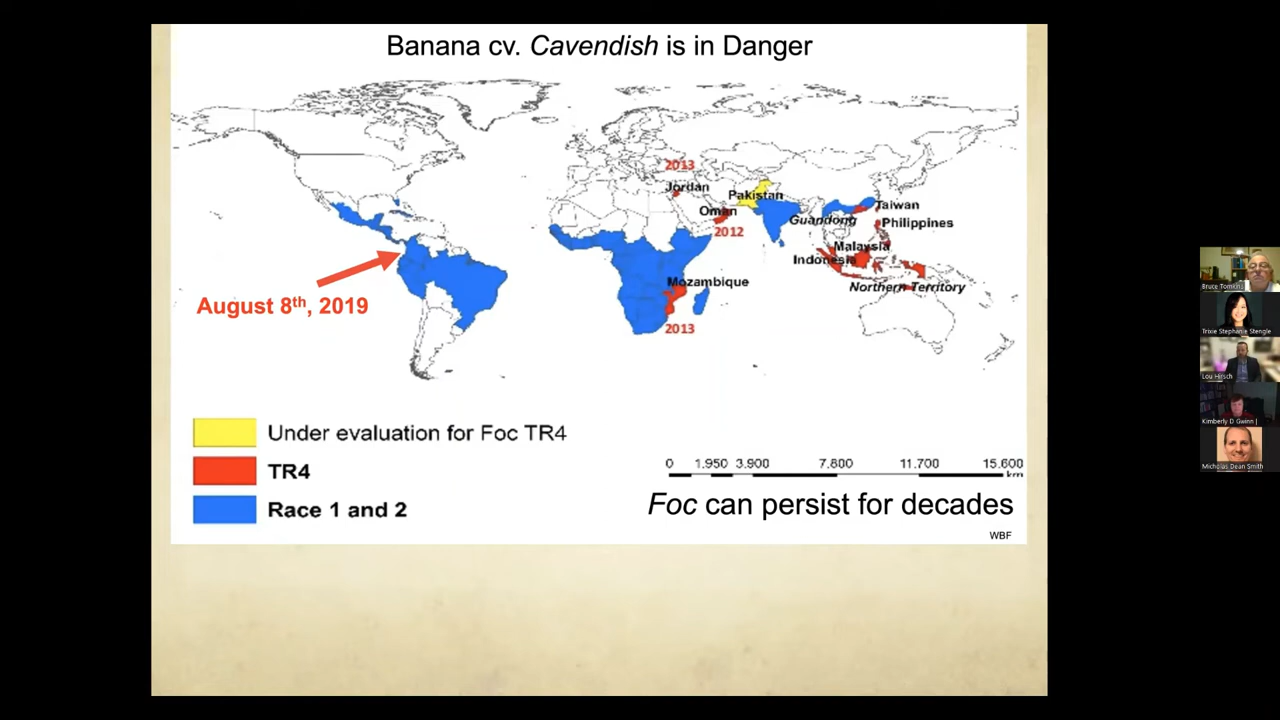 Banana cv. Cavendish is in Danger
2013
Jordan
Pakistan
Oman
2012
Guandong
Taiwan
Philippines
Malaysia
Indonesia
Mozambique
Northern Territory
2013
August 8th, 2019
Under evaluation for Foc TR4
TR4
Race 1 and 2
0 1.950 3.900 7.800 11.700 15.600
km
Foc can persist for decades
WBF
Bruce Tomkins
Trixie Stephanie Stengle
Lou Hirsch
Kimberly D Gwinn |
Micholas Dean Smith